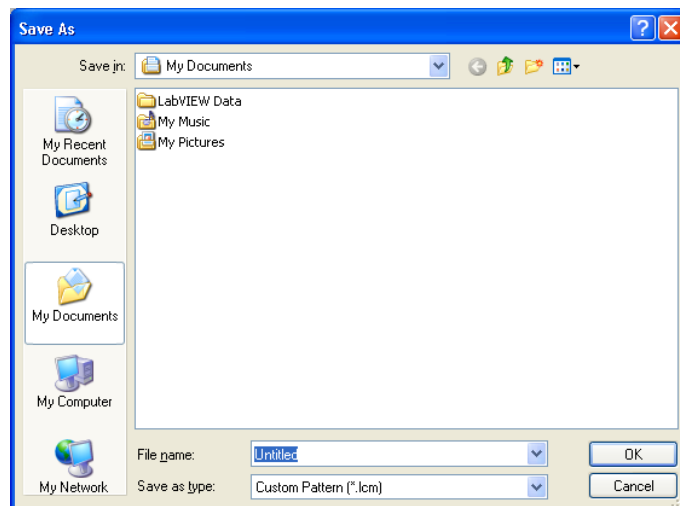 Save As
Save in: My Documents
LabVIEW Data
My Music
My Pictures
My Recent
Documents
Desktop
My Documents
My Computer
My Network
File name: Untitled OK
Save as type: Custom Pattern (*.lcm) Cancel